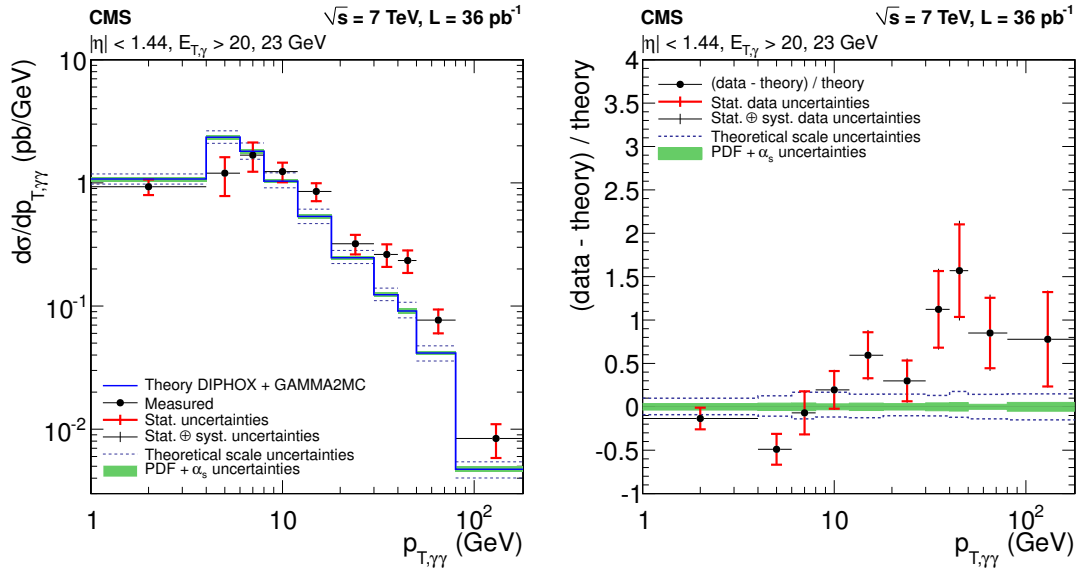 CMS √s = 7 TeV, L = 36 pb⁻¹
|η| < 1.44, E_T,γ > 20, 23 GeV
dσ/dp_T,γγ (pb/GeV)
10
1
10⁻¹
10⁻²
Theory DIPHOX + GAMMA2MC
Measured
Stat. uncertainties
Stat. ⊕ syst. uncertainties
Theoretical scale uncertainties
PDF + α_s uncertainties
1 10 10²
p_T,γγ (GeV)
CMS √s = 7 TeV, L = 36 pb⁻¹
|η| < 1.44, E_T,γ > 20, 23 GeV
(data - theory) / theory
4
3.5
3
2.5
2
1.5
1
0.5
0
-0.5
-1
(data - theory) / theory
Stat. data uncertainties
Stat. ⊕ syst. data uncertainties
Theoretical scale uncertainties
PDF + α_s uncertainties
1 10 10²
p_T,γγ (GeV)